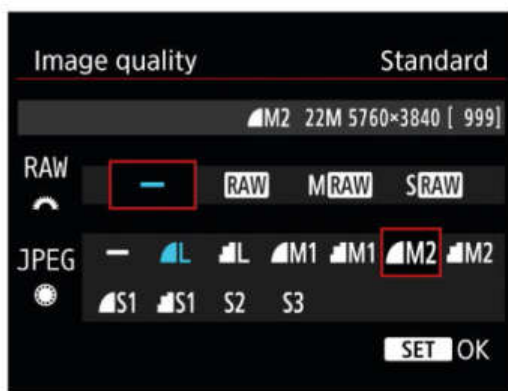 Image quality Standard
M2 22M 5760×3840 [ 999]
RAW — RAW MRAW SRAW
JPEG — L L M1 M1 M2 M2
S1 S1 S2 S3
SET OK